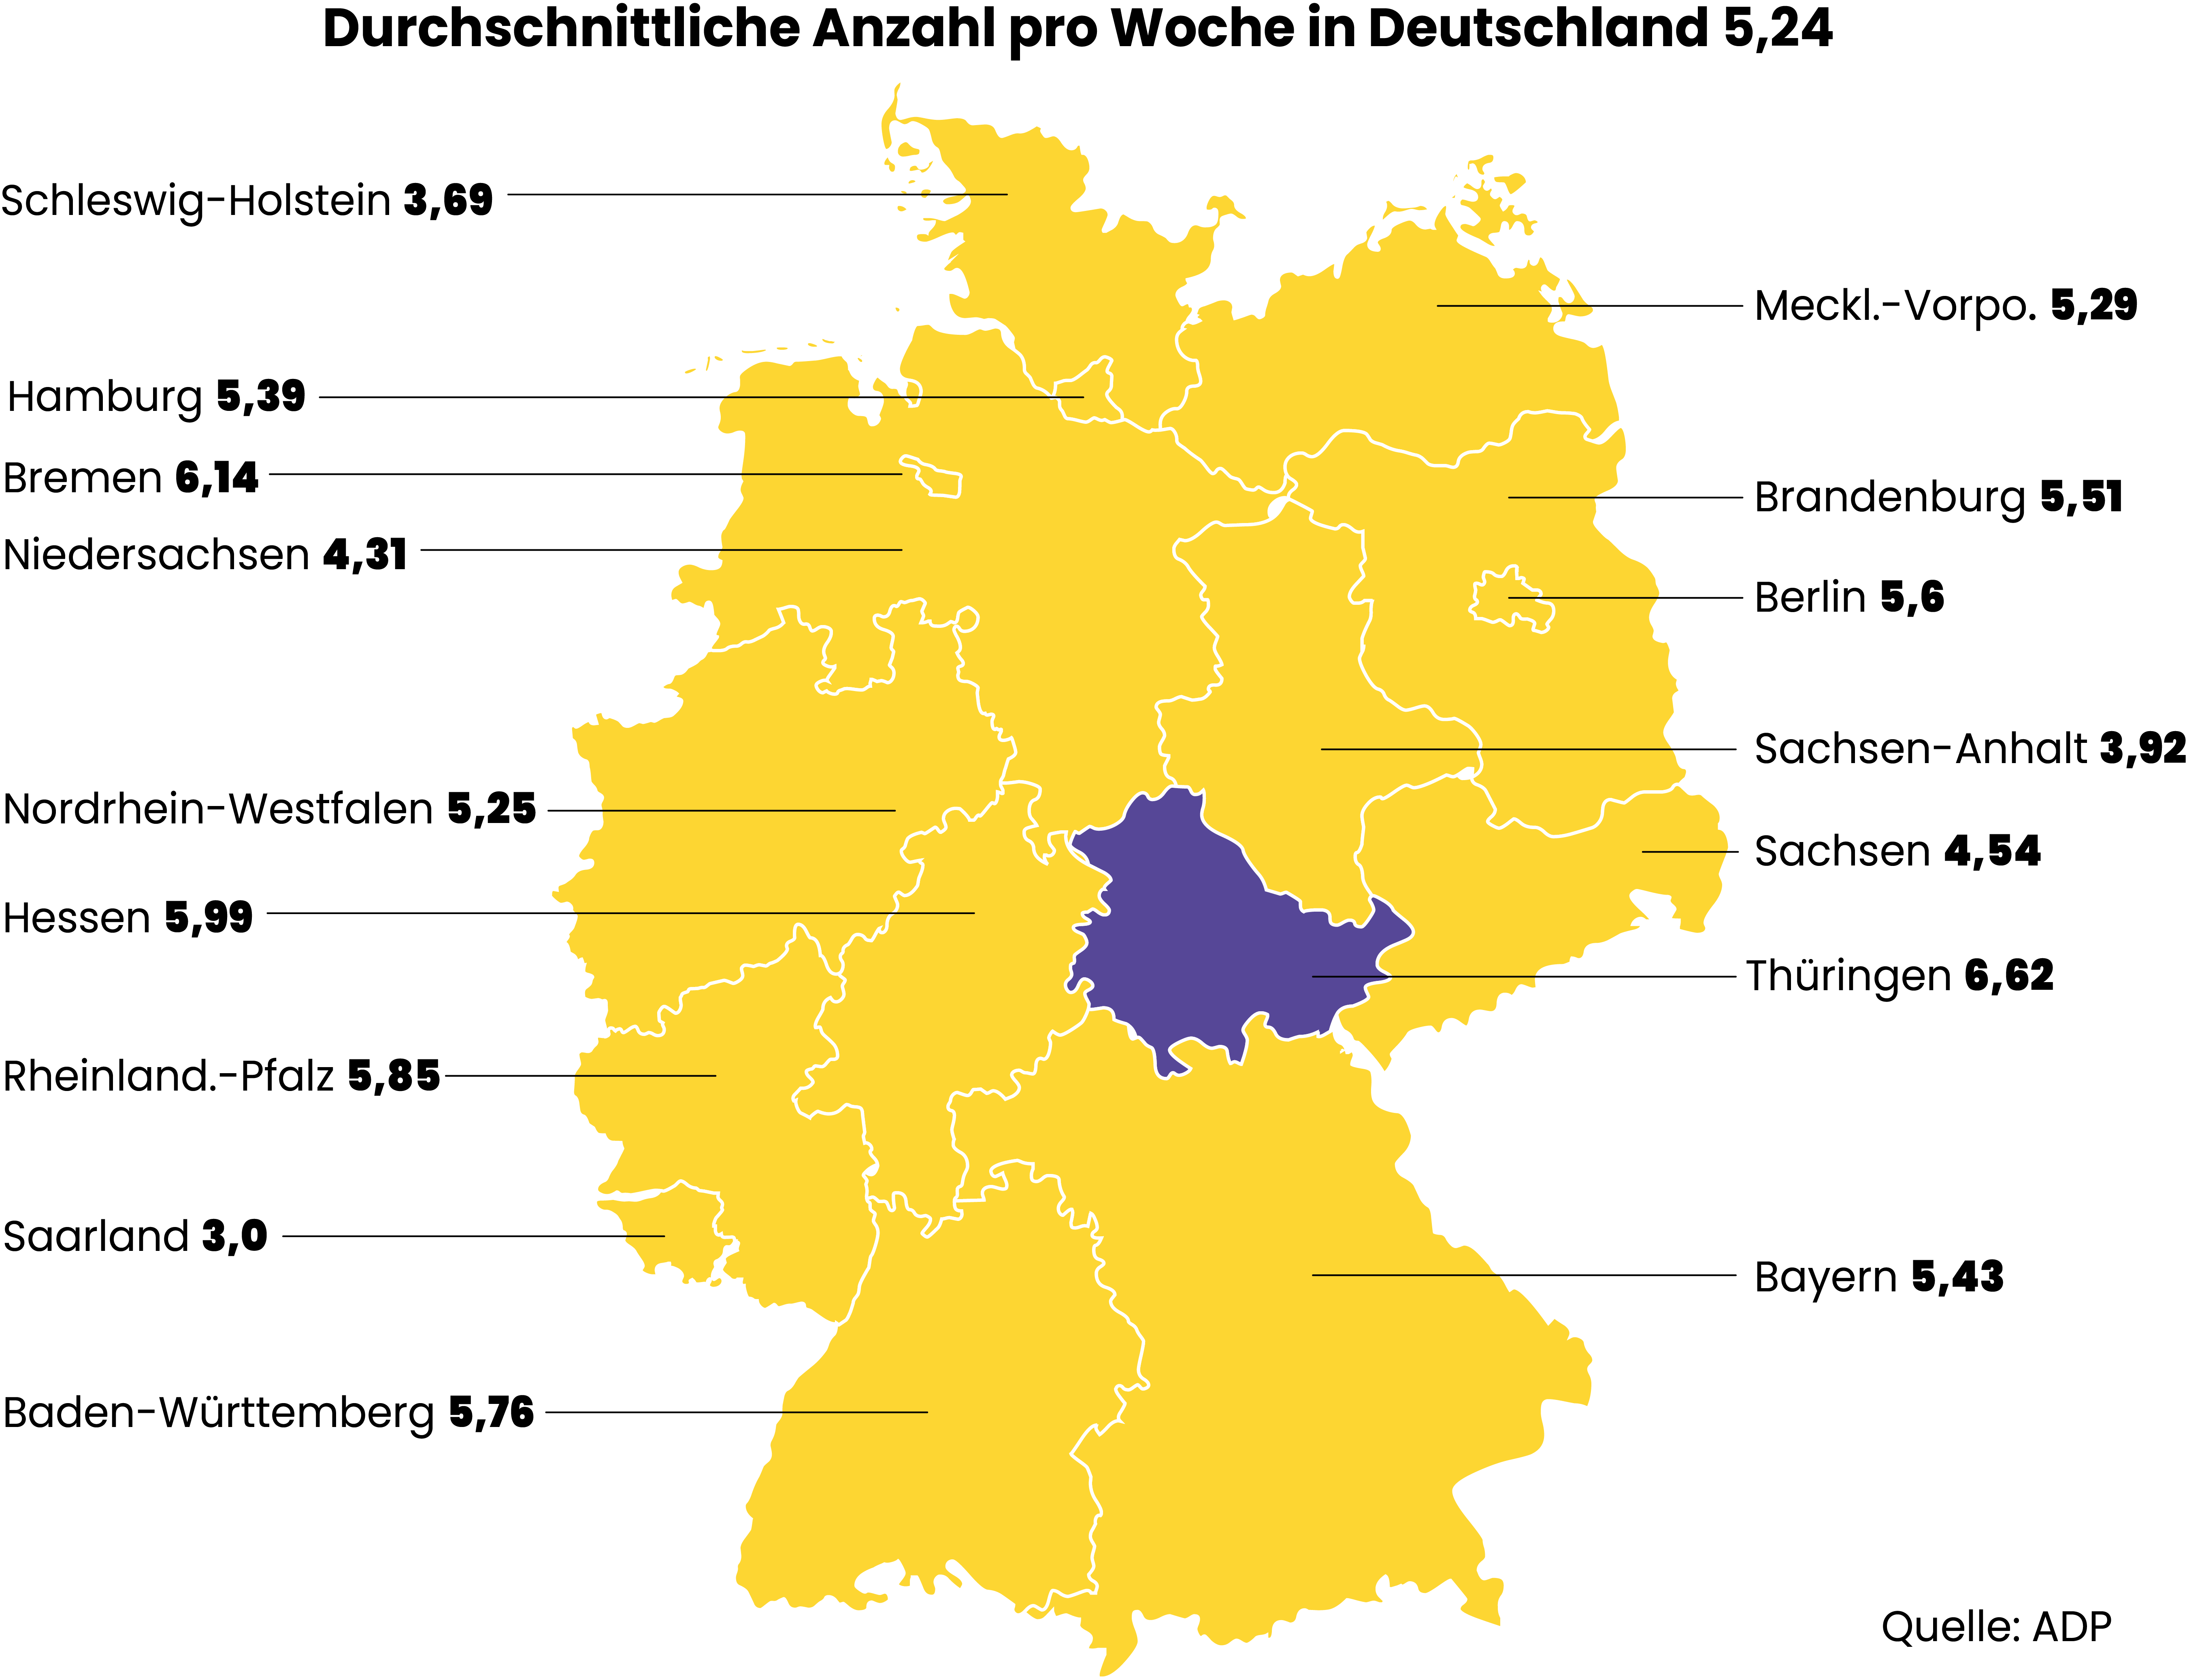 Durchschnittliche Anzahl pro Woche in Deutschland 5,24
Schleswig-Holstein 3,69
Meckl.-Vorpo. 5,29
Hamburg 5,39
Bremen 6,14
Brandenburg 5,51
Niedersachsen 4,31
Berlin 5,6
Sachsen-Anhalt 3,92
Nordrhein-Westfalen 5,25
Sachsen 4,54
Hessen 5,99
Thüringen 6,62
Rheinland.-Pfalz 5,85
Saarland 3,0
Bayern 5,43
Baden-Württemberg 5,76
Quelle: ADP